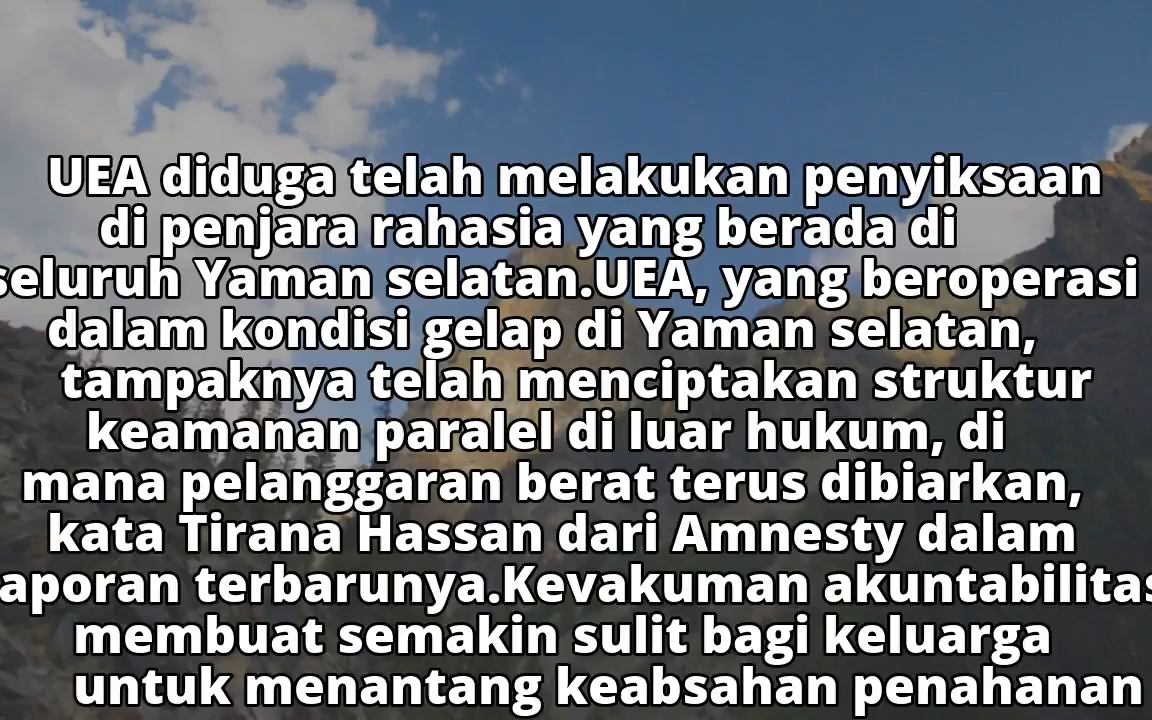 UEA diduga telah melakukan penyiksaan
di penjara rahasia yang berada di
seluruh Yaman selatan.UEA, yang beroperasi
dalam kondisi gelap di Yaman selatan,
tampaknya telah menciptakan struktur
keamanan paralel di luar hukum, di
mana pelanggaran berat terus dibiarkan,
kata Tirana Hassan dari Amnesty dalam
laporan terbarunya.Kevakuman akuntabilitas
membuat semakin sulit bagi keluarga
untuk menantang keabsahan penahanan